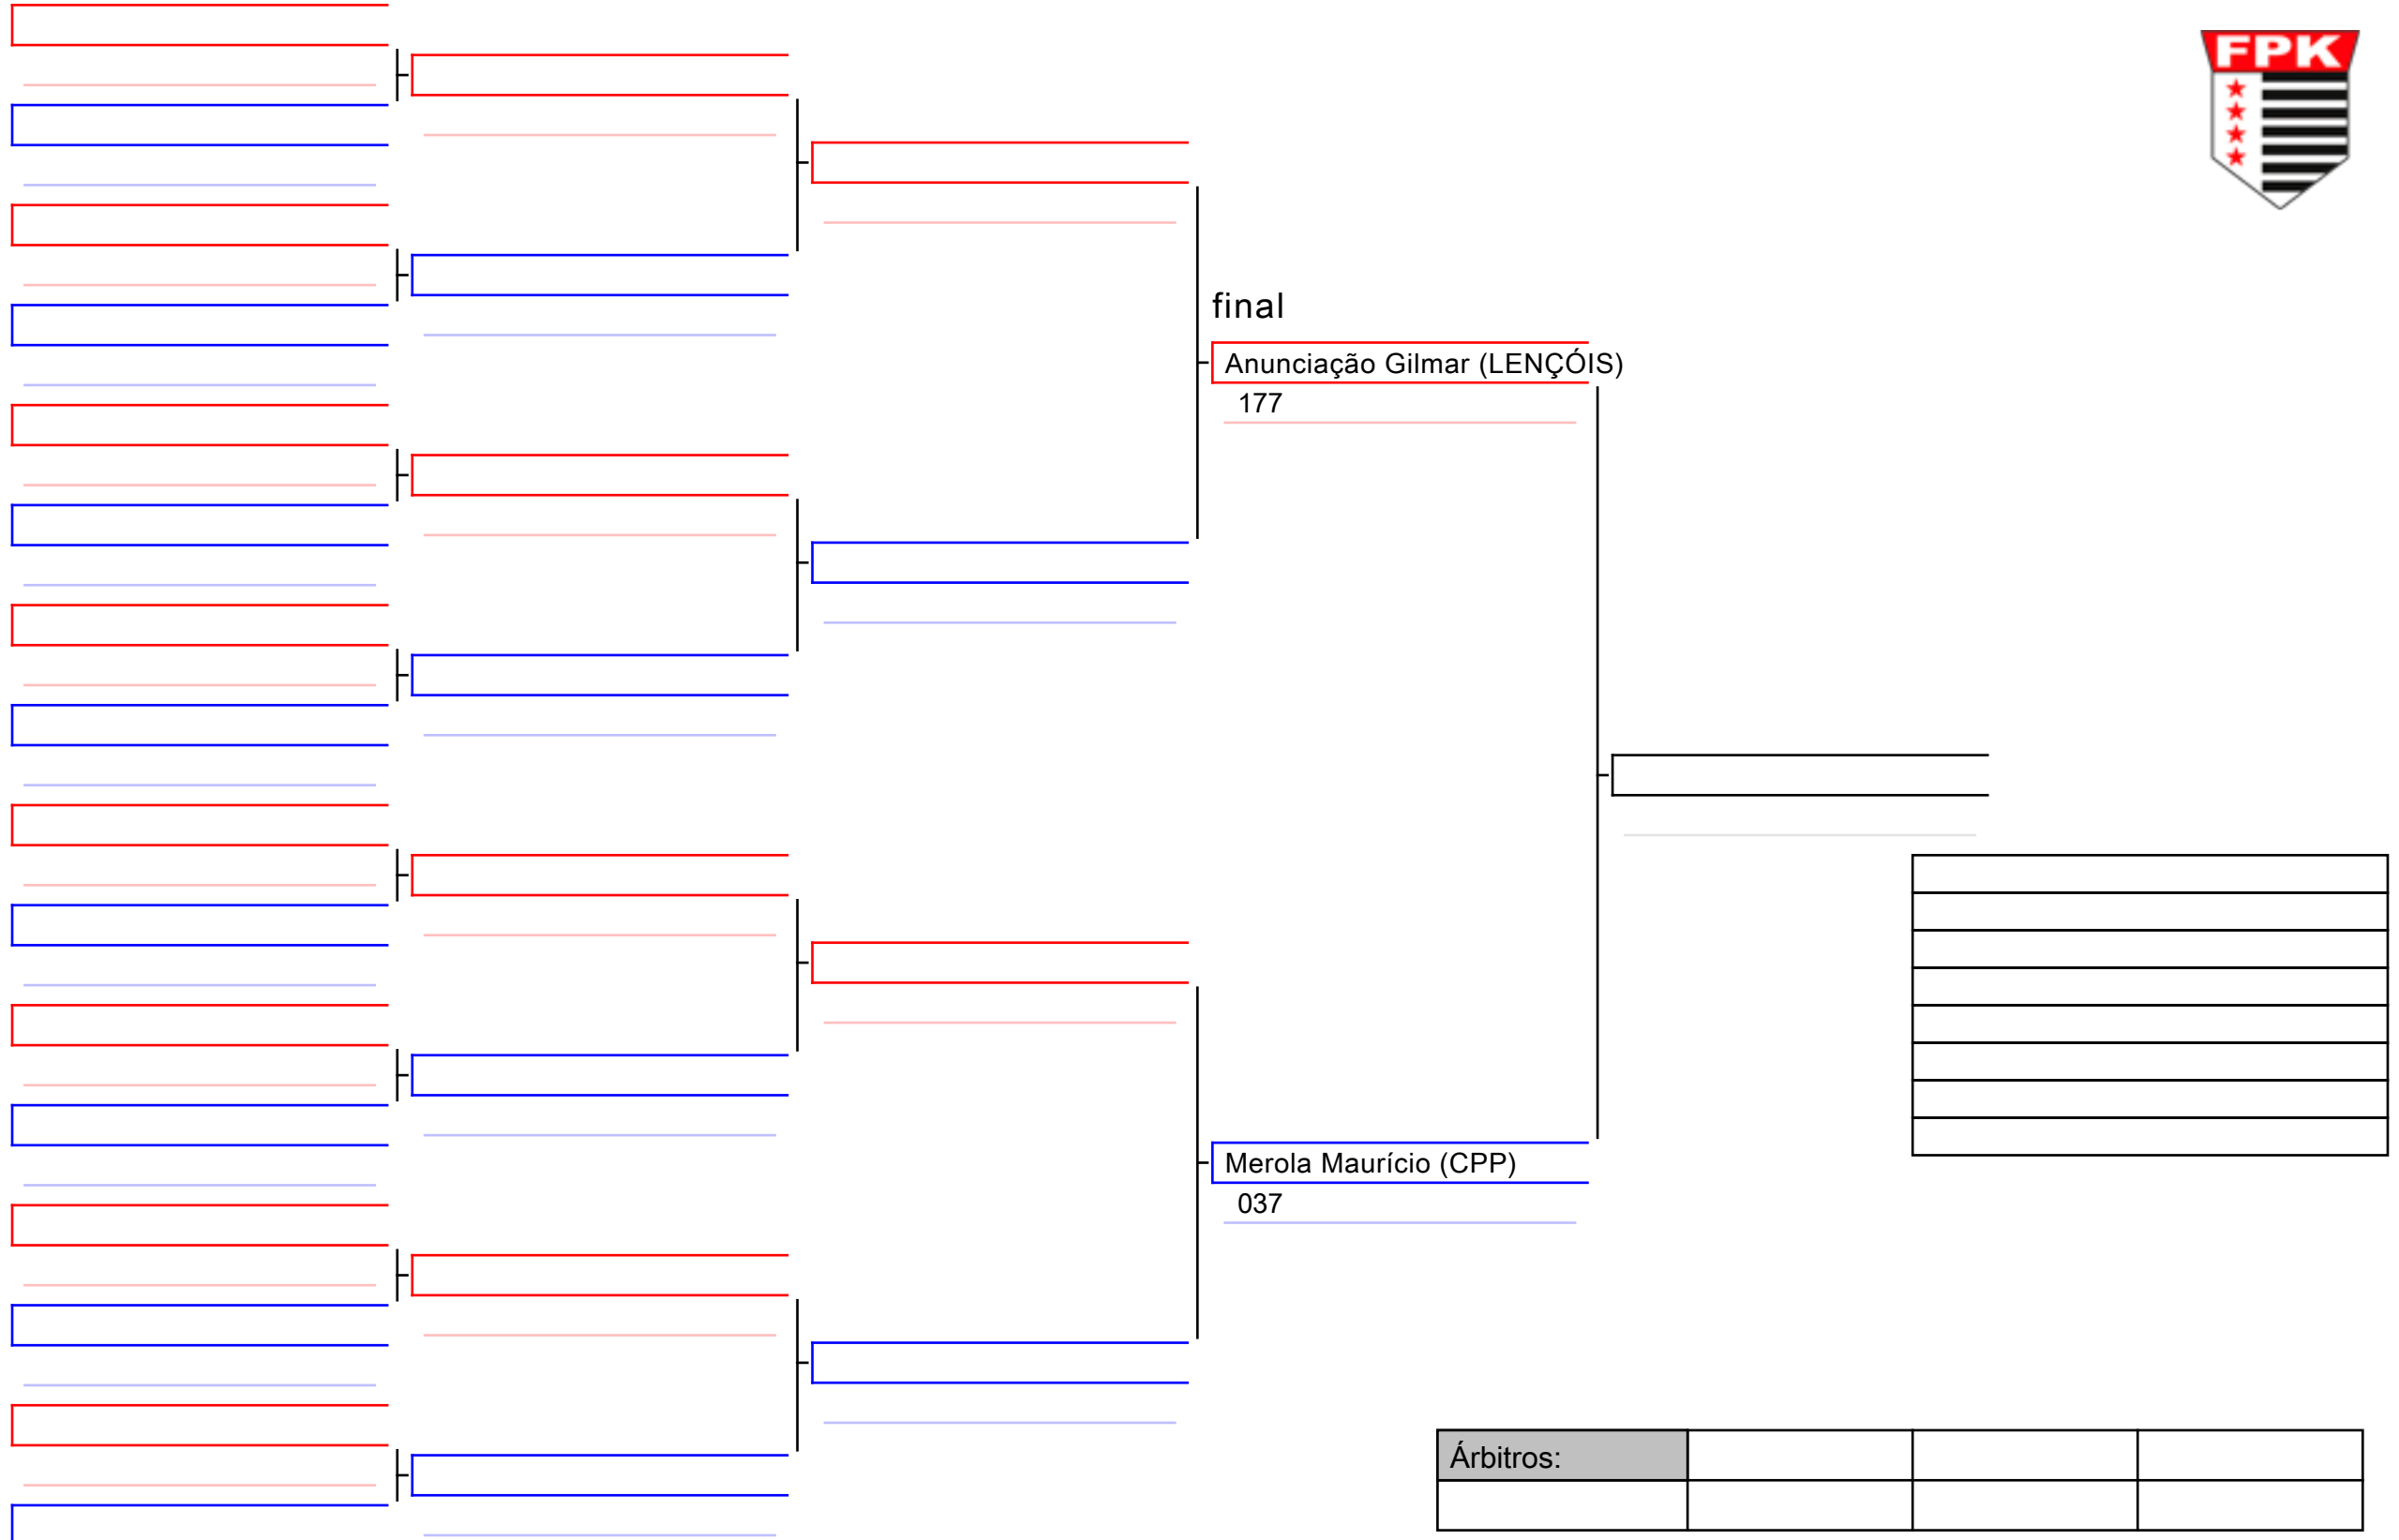 FPK
final
Anunciação Gilmar (LENÇÓIS)
177
Merola Maurício (CPP)
037
Árbitros: